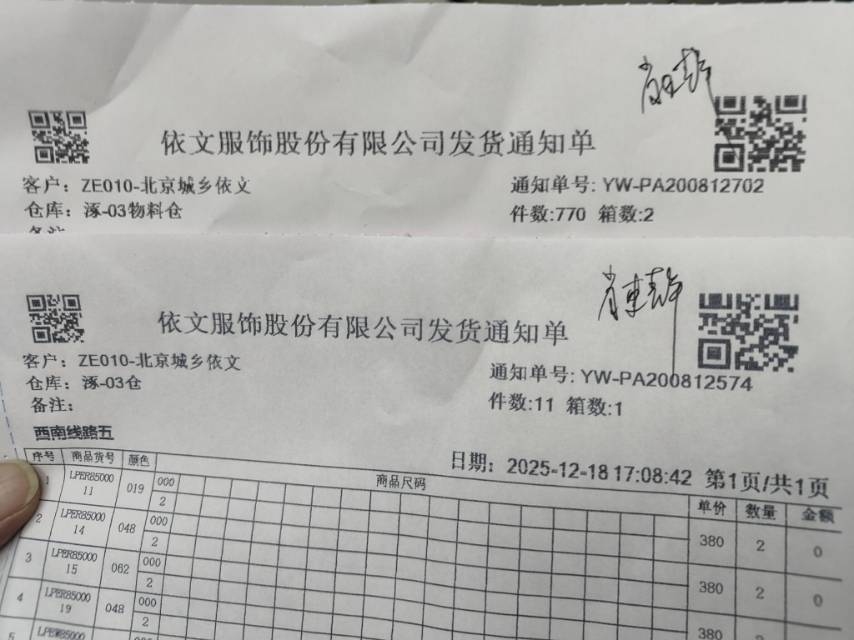 依文服饰股份有限公司发货通知单
客户：ZE010-北京城乡依文
通知单号: YW-PA200812702
仓库：涿-03物料仓
件数:770 箱数:2
备注:
依文服饰股份有限公司发货通知单
客户：ZE010-北京城乡依文
通知单号: YW-PA200812574
仓库：涿-03仓
件数:11 箱数:1
备注:
西南线路五
日期：2025-12-18 17:08:42 第1页/共1页
序号 商品货号 颜色 商品尺码 单价 数量 金额
1 LPER85000 019 000 380 2 0
11 2
2 LPER85000 048 000 380 2 0
14 2
3 LPER85000 062 000 380
15 2
4 LPER85000 048 000
19 2
5